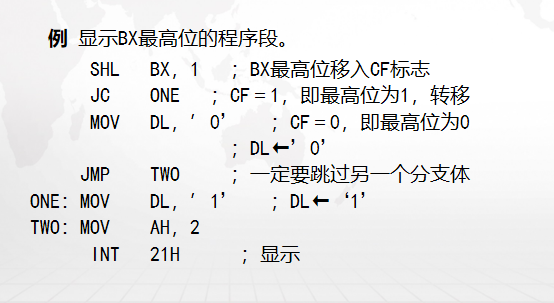 例 显示BX最高位的程序段。
SHL BX, 1 ；BX最高位移入CF标志
JC ONE ；CF＝1，即最高位为1，转移
MOV DL, ′0’ ；CF＝0，即最高位为0
；DL←’0’
JMP TWO ；一定要跳过另一个分支体
ONE: MOV DL, ′1’ ；DL←‘1’
TWO: MOV AH, 2
INT 21H ；显示